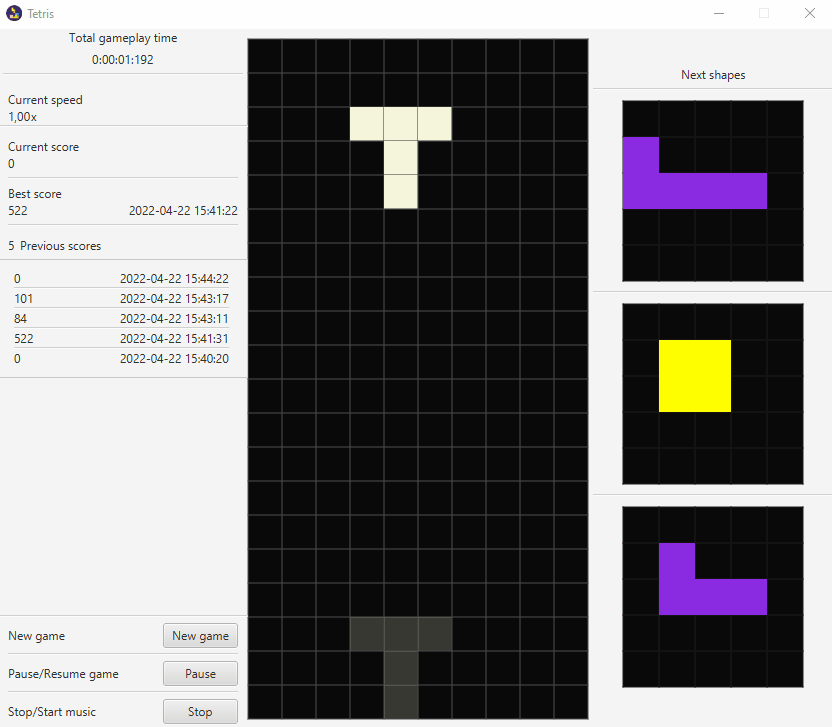 Tetris
Total gameplay time
0:00:01:192
Current speed
1,00x
Current score
0
Best score
522 2022-04-22 15:41:22
5 Previous scores
0 2022-04-22 15:44:22
101 2022-04-22 15:43:17
84 2022-04-22 15:43:11
522 2022-04-22 15:41:31
0 2022-04-22 15:40:20
New game New game
Pause/Resume game Pause
Stop/Start music Stop
Next shapes